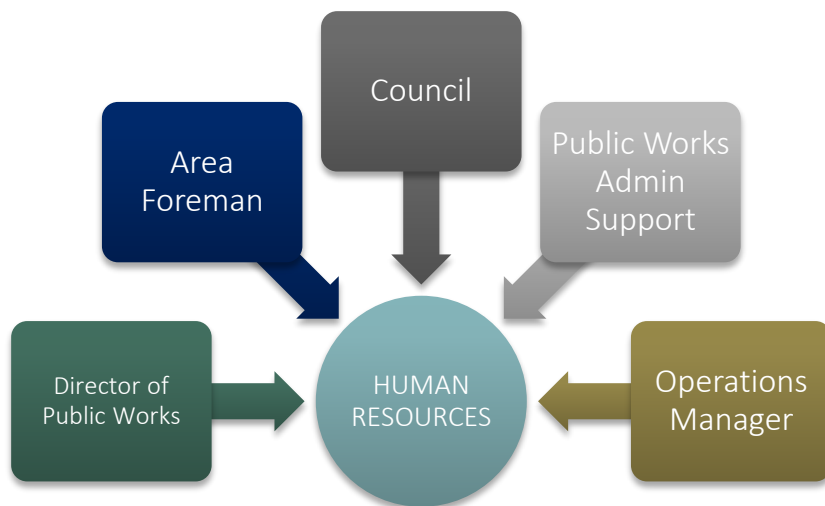 Council
Area
Foreman
Public Works
Admin
Support
Director of
Public Works
HUMAN
RESOURCES
Operations
Manager